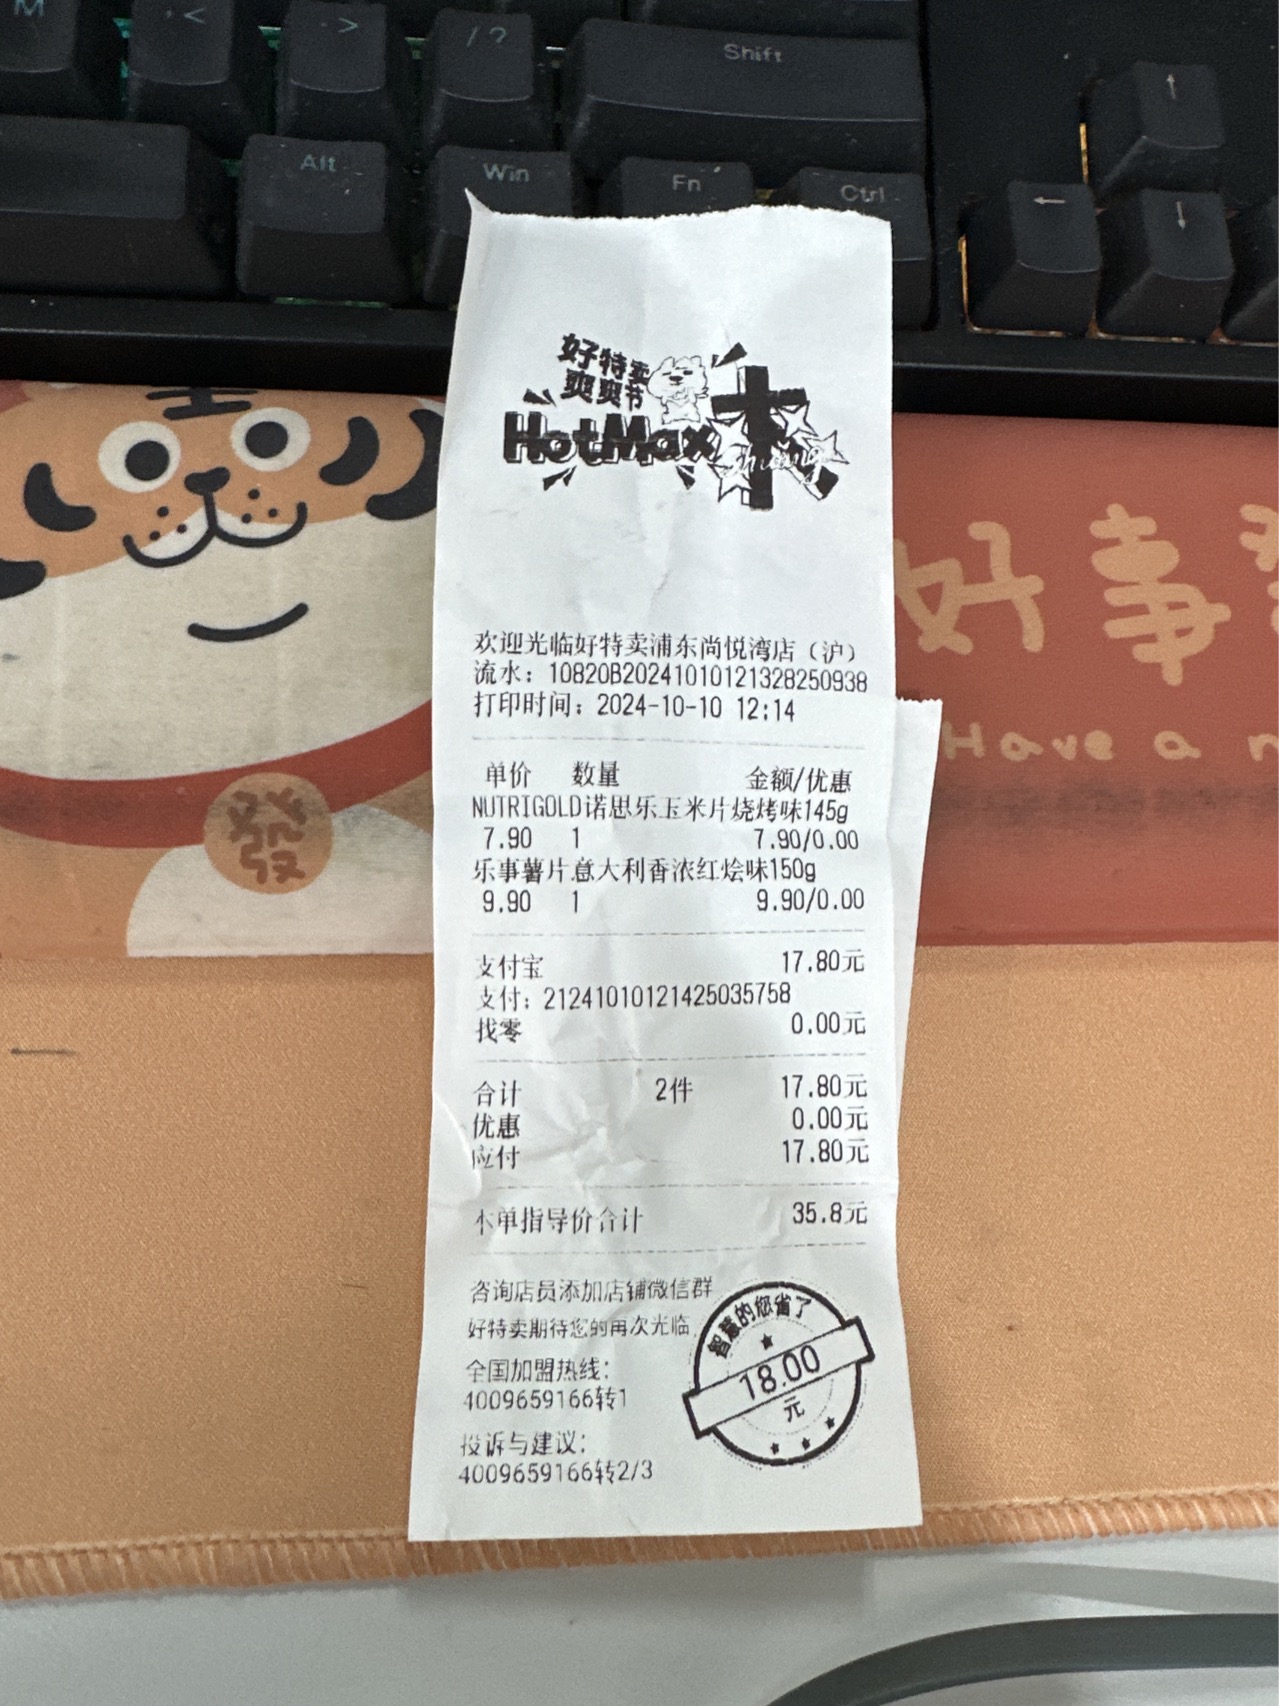 M
, <
. >
/ ?
Shift
Alt
Win
Fn
Ctrl
↑
←
↓
好特卖
爽爽节
HotMax
shuang
欢迎光临好特卖浦东尚悦湾店（沪）
流水：10820B20241010121328250938
打印时间：2024-10-10 12:14
单价 数量 金额/优惠
NUTRIGOLD诺思乐玉米片烧烤味145g
7.90 1 7.90/0.00
乐事薯片意大利香浓红烩味150g
9.90 1 9.90/0.00
支付宝 17.80元
支付：21241010121425035758
找零 0.00元
合计 2件 17.80元
优惠 0.00元
应付 17.80元
本单指导价合计 35.8元
咨询店员添加店铺微信群
好特卖期待您的再次光临
全国加盟热线：
4009659166转1
投诉与建议：
4009659166转2/3
智慧的您省了
18.00
元
發
好事
Have a